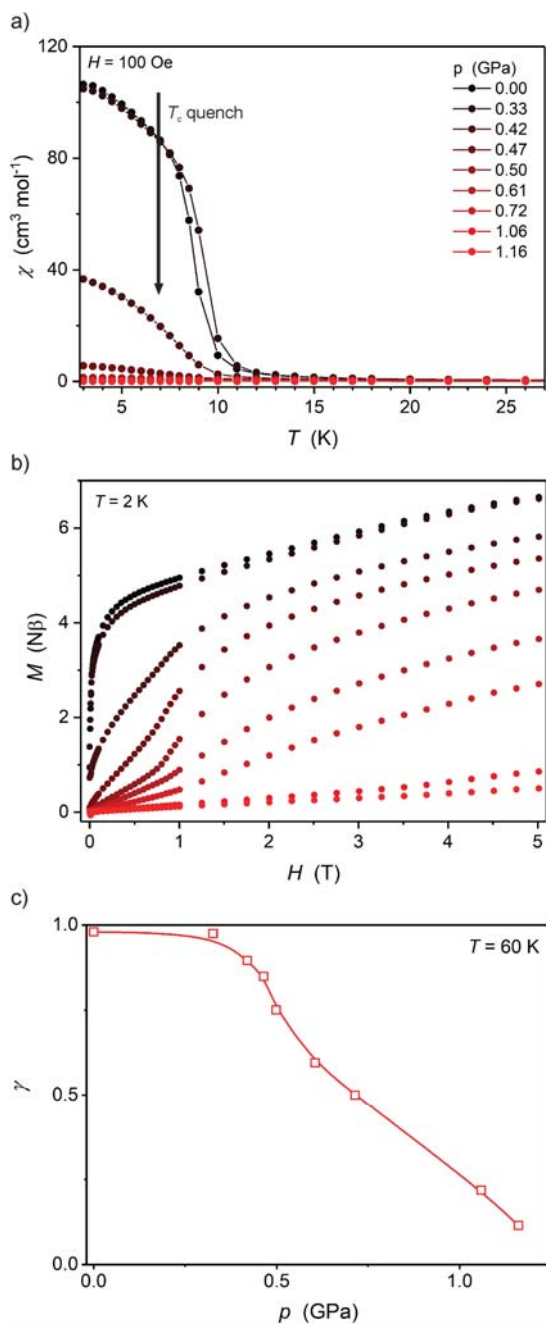 a)
120
H = 100 Oe
p (GPa)
T_c quench
0.00
0.33
0.42
80
0.47
0.50
0.61
0.72
1.06
40
1.16
χ (cm³ mol⁻¹)
0
5 10 15 20 25
T (K)
b)
T = 2 K
6
4
M (Nβ)
2
0
0 1 2 3 4 5
H (T)
c)
1.0
T = 60 K
γ
0.5
0.0
0.0 0.5 1.0
p (GPa)